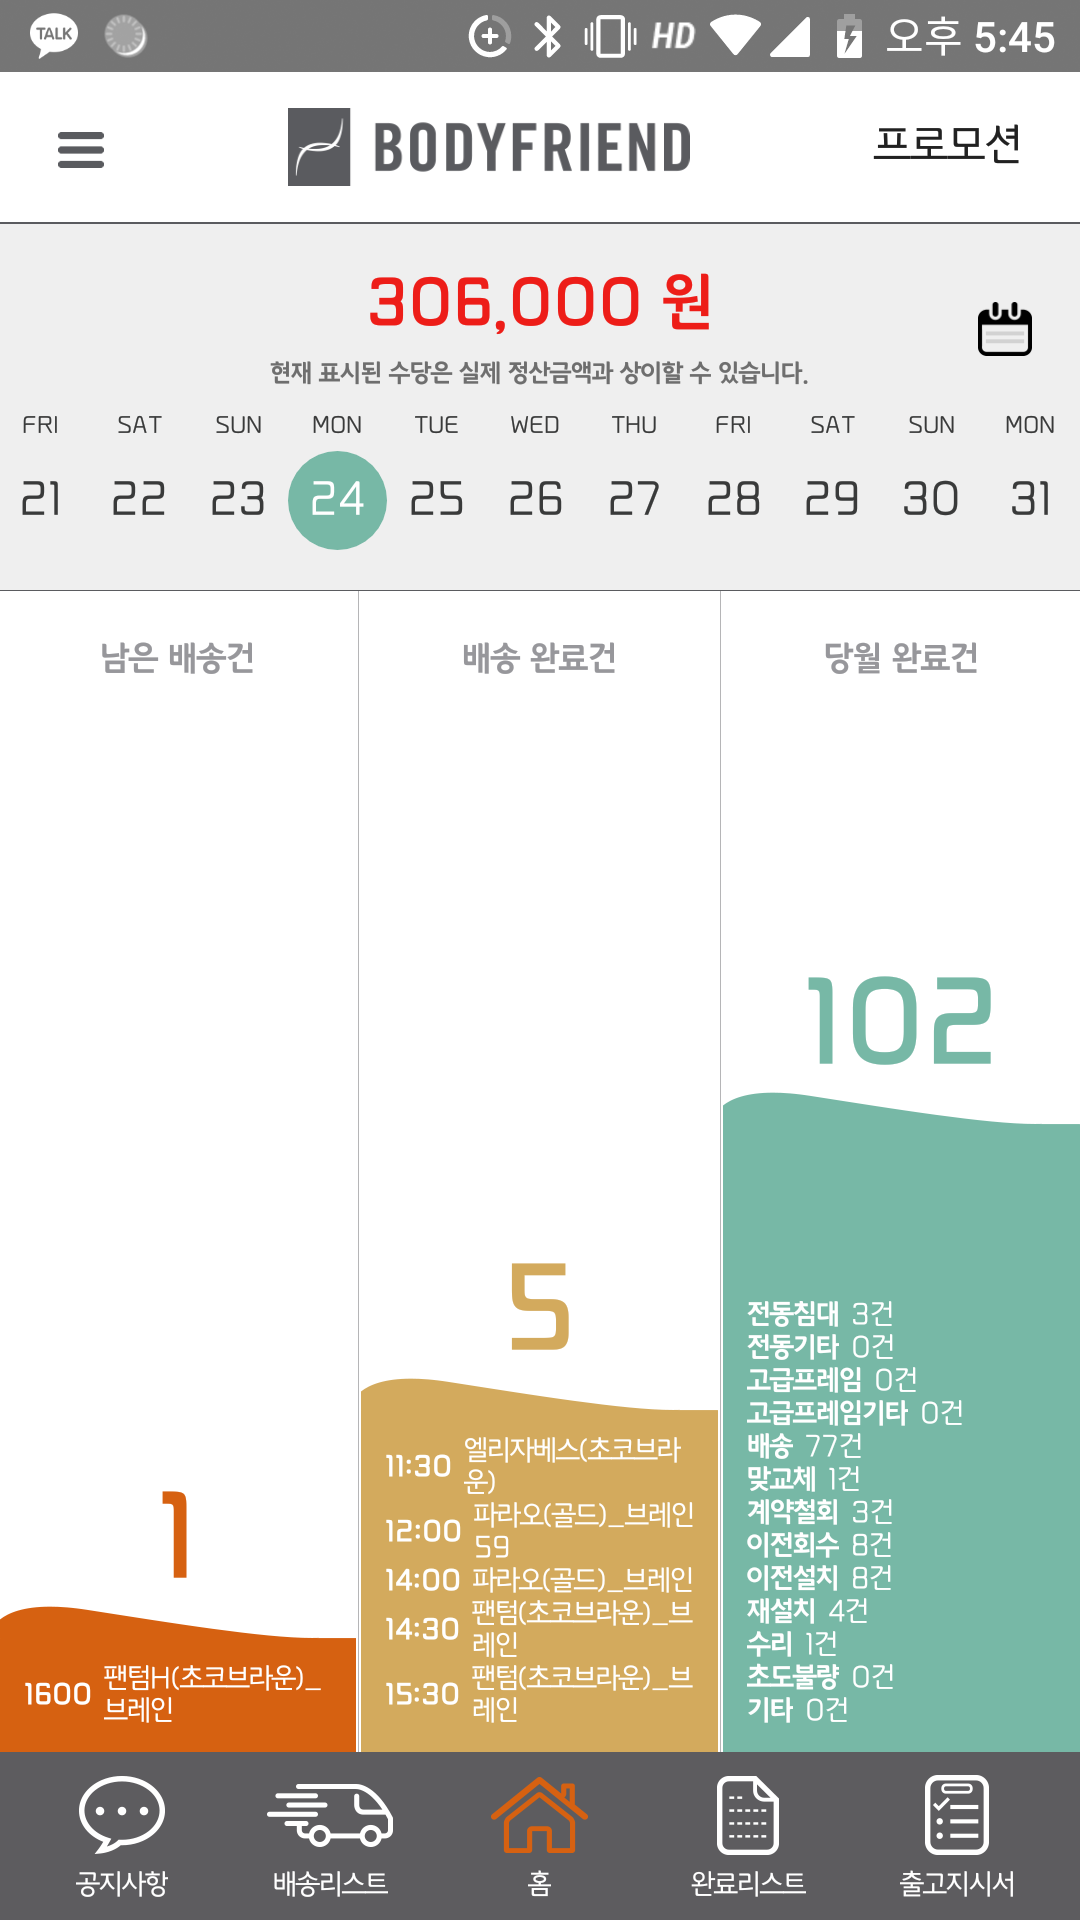 TALK HD 오후 5:45
BODYFRIEND 프로모션
306,000 원
현재 표시된 수당은 실제 정산금액과 상이할 수 있습니다.
FRI SAT SUN MON TUE WED THU FRI SAT SUN MON
21 22 23 24 25 26 27 28 29 30 31
남은 배송건
1
1600 팬텀H(초코브라운)_
브레인
배송 완료건
5
11:30 엘리자베스(초코브라
운)
12:00 파라오(골드)_브레인
59
14:00 파라오(골드)_브레인
14:30 팬텀(초코브라운)_브
레인
15:30 팬텀(초코브라운)_브
레인
당월 완료건
102
전동침대 3건
전동기타 0건
고급프레임 0건
고급프레임기타 0건
배송 77건
맞교체 1건
계약철회 3건
이전회수 8건
이전설치 8건
재설치 4건
수리 1건
초도불량 0건
기타 0건
공지사항 배송리스트 홈 완료리스트 출고지시서